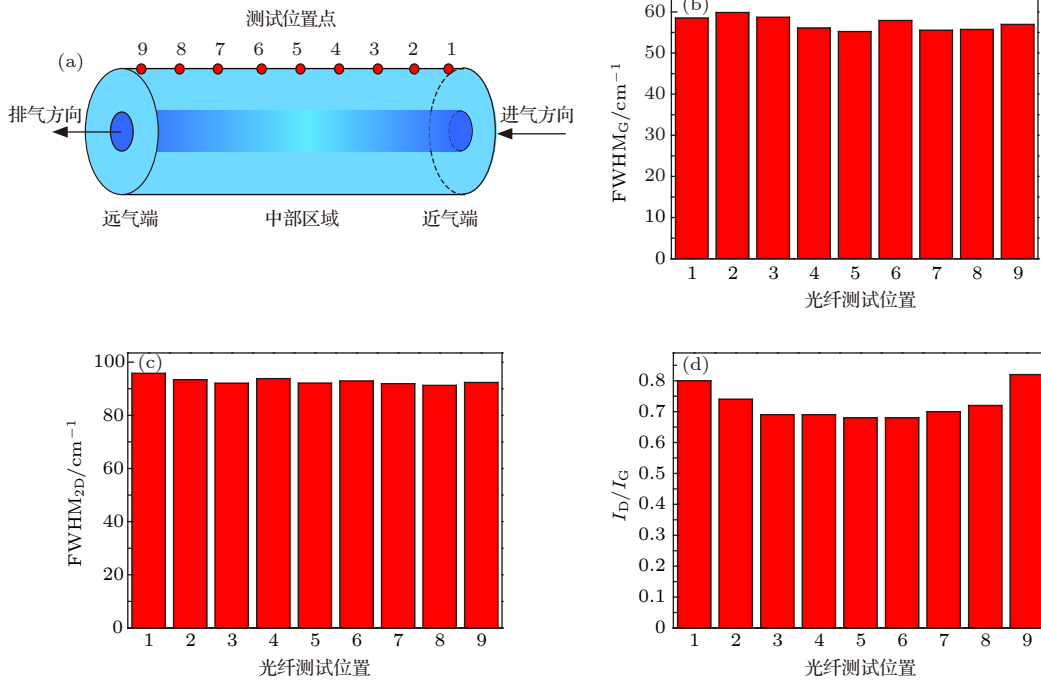 测试位置点
9 8 7 6 5 4 3 2 1
(a)
排气方向
进气方向
远气端 中部区域 近气端
(b)
FWHM_G/cm⁻¹
60
50
40
30
20
10
0
1 2 3 4 5 6 7 8 9
光纤测试位置
(c)
FWHM_2D/cm⁻¹
100
80
60
40
20
0
1 2 3 4 5 6 7 8 9
光纤测试位置
(d)
I_D/I_G
0.8
0.7
0.6
0.5
0.4
0.3
0.2
0.1
0
1 2 3 4 5 6 7 8 9
光纤测试位置